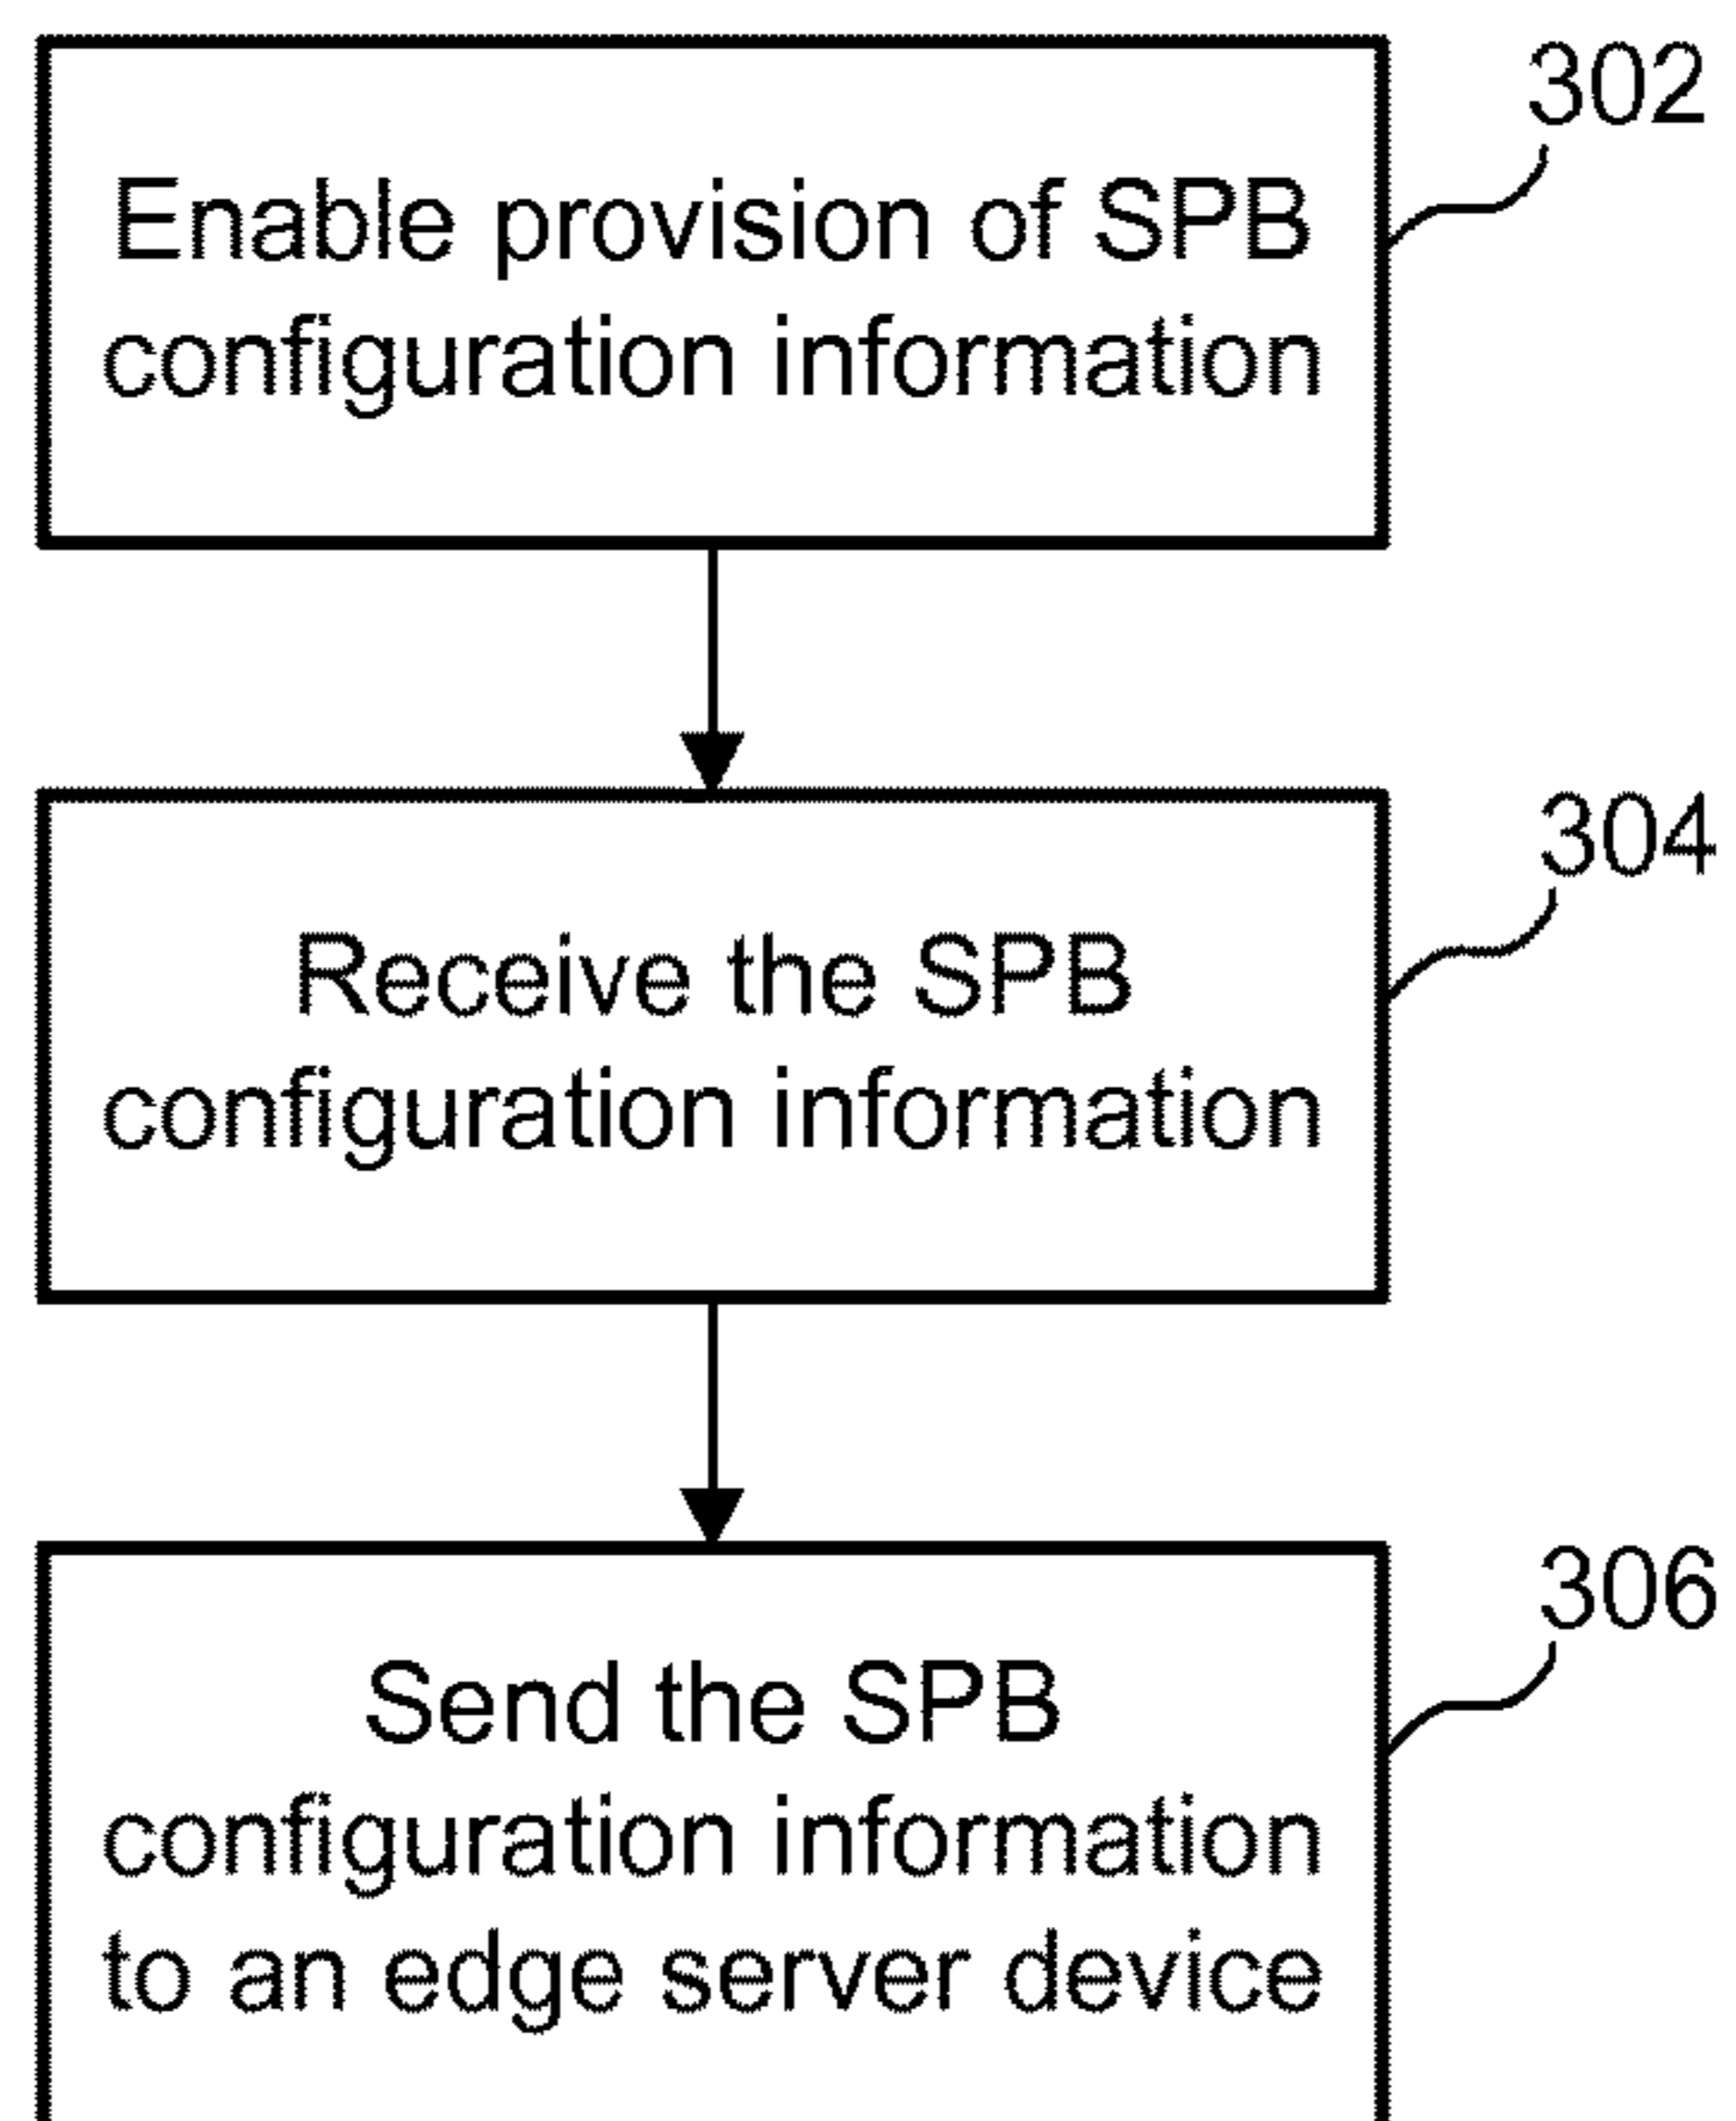 302
Enable provision of SPB
configuration information
304
Receive the SPB
configuration information
306
Send the SPB
configuration information
to an edge server device